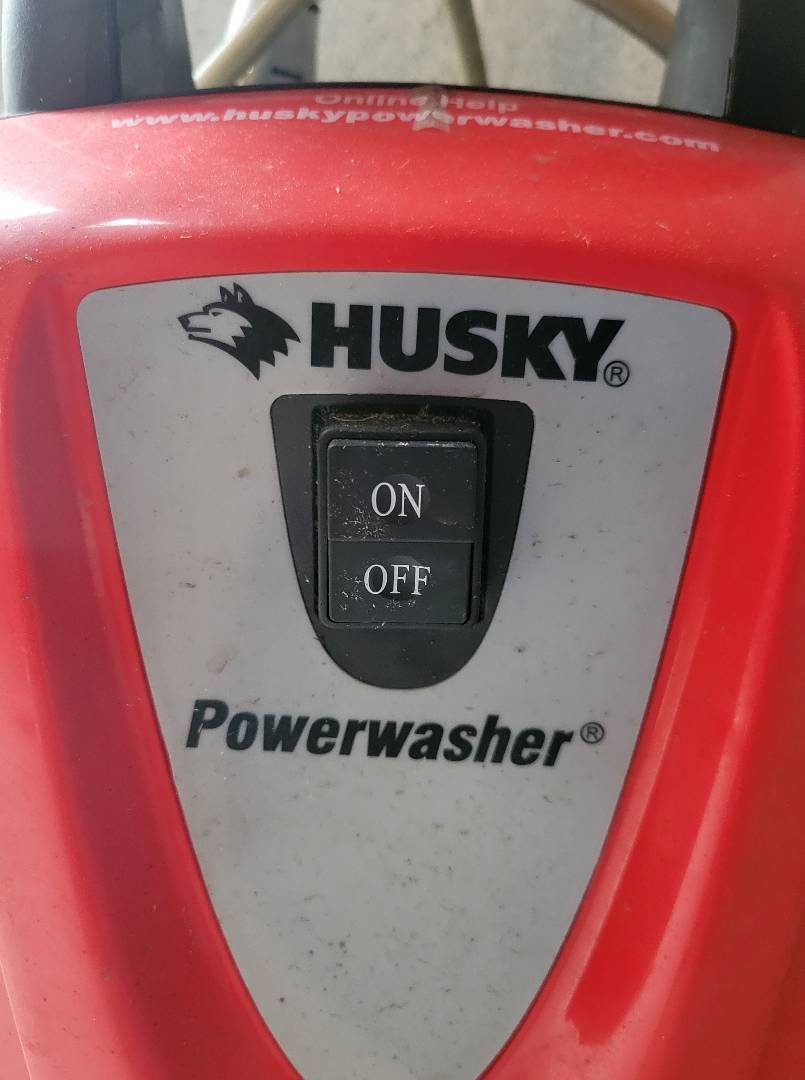 Online Help
www.huskypowerwasher.com
HUSKY®
ON
OFF
Powerwasher®